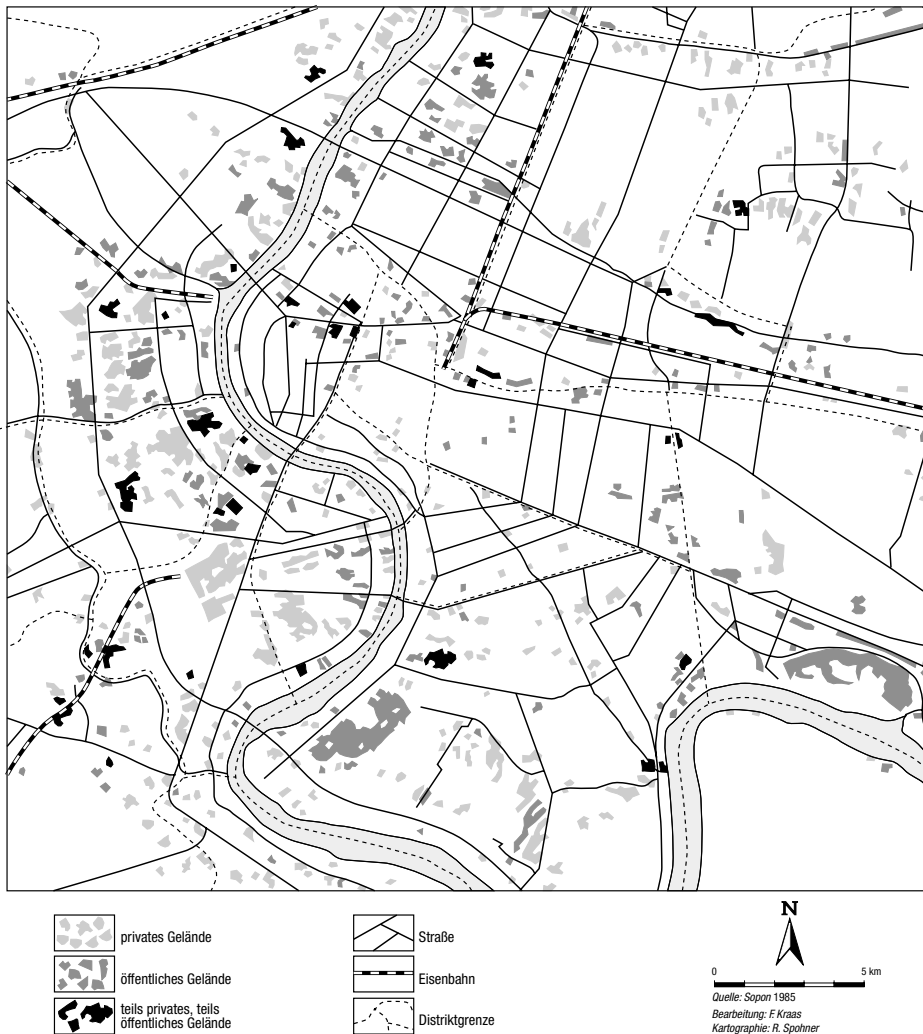 privates Gelände
öffentliches Gelände
teils privates, teils
öffentliches Gelände
Straße
Eisenbahn
Distriktgrenze
N
0 5 km
Quelle: Sopon 1985
Bearbeitung: F. Kraas
Kartographie: R. Spohner